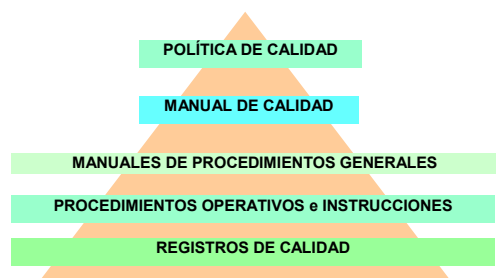 POLÍTICA DE CALIDAD
MANUAL DE CALIDAD
MANUALES DE PROCEDIMIENTOS GENERALES
PROCEDIMIENTOS OPERATIVOS e INSTRUCCIONES
REGISTROS DE CALIDAD